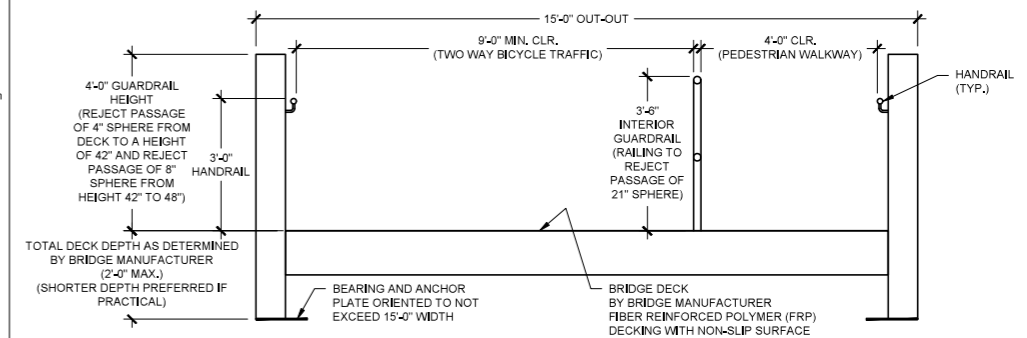 15'-0" OUT-OUT
9'-0" MIN. CLR.
(TWO WAY BICYCLE TRAFFIC)
4'-0" CLR.
(PEDESTRIAN WALKWAY)
HANDRAIL
(TYP.)
4'-0" GUARDRAIL
HEIGHT
(REJECT PASSAGE
OF 4" SPHERE FROM
DECK TO A HEIGHT
OF 42" AND REJECT
PASSAGE OF 8"
SPHERE FROM
HEIGHT 42" TO 48")
3'-0"
HANDRAIL
3'-6"
INTERIOR
GUARDRAIL
(RAILING TO
REJECT
PASSAGE OF
21" SPHERE)
TOTAL DECK DEPTH AS DETERMINED
BY BRIDGE MANUFACTURER
(2'-0" MAX.)
(SHORTER DEPTH PREFERRED IF
PRACTICAL)
BEARING AND ANCHOR
PLATE ORIENTED TO NOT
EXCEED 15'-0" WIDTH
BRIDGE DECK
BY BRIDGE MANUFACTURER
FIBER REINFORCED POLYMER (FRP)
DECKING WITH NON-SLIP SURFACE